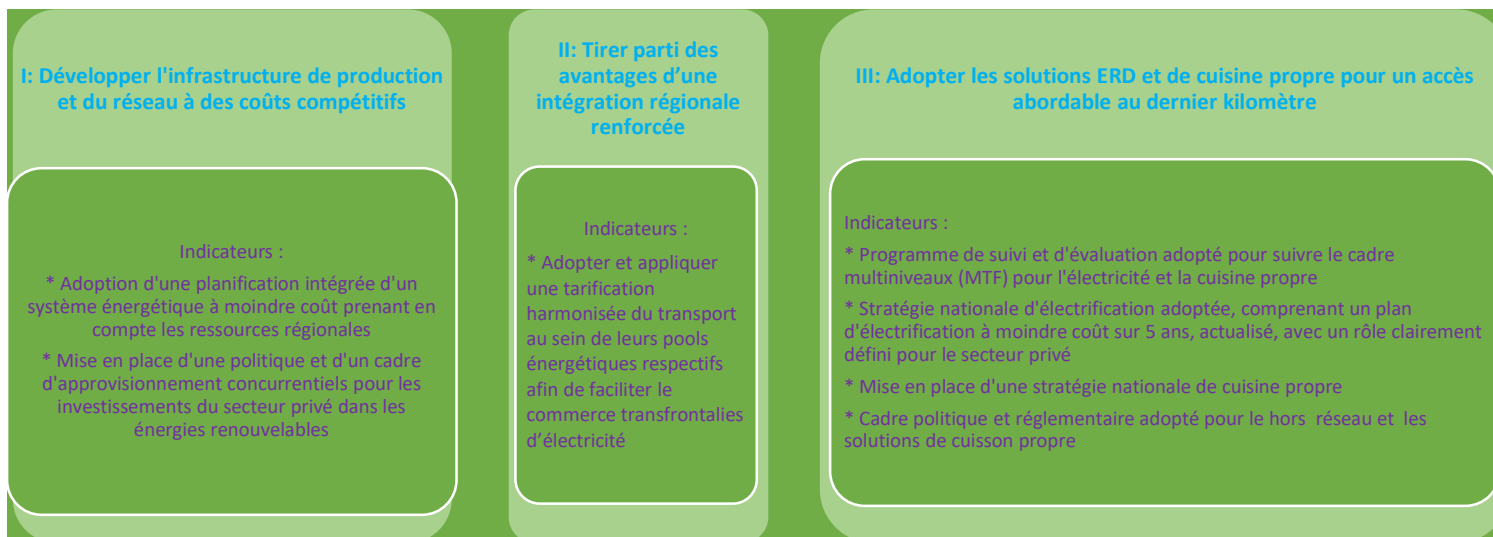 I: Développer l'infrastructure de production
et du réseau à des coûts compétitifs
Indicateurs :
* Adoption d'une planification intégrée d'un
système énergétique à moindre coût prenant en
compte les ressources régionales
* Mise en place d'une politique et d'un cadre
d'approvisionnement concurrentiels pour les
investissements du secteur privé dans les
énergies renouvelables
II: Tirer parti des
avantages d’une
intégration régionale
renforcée
Indicateurs :
* Adopter et appliquer
une tarification
harmonisée du transport
au sein de leurs pools
énergétiques respectifs
afin de faciliter le
commerce transfrontalies
d’électricité
III: Adopter les solutions ERD et de cuisine propre pour un accès
abordable au dernier kilomètre
Indicateurs :
* Programme de suivi et d'évaluation adopté pour suivre le cadre
multiniveaux (MTF) pour l'électricité et la cuisine propre
* Stratégie nationale d'électrification adoptée, comprenant un plan
d'électrification à moindre coût sur 5 ans, actualisé, avec un rôle clairement
défini pour le secteur privé
* Mise en place d'une stratégie nationale de cuisine propre
* Cadre politique et réglementaire adopté pour le hors réseau et les
solutions de cuisson propre